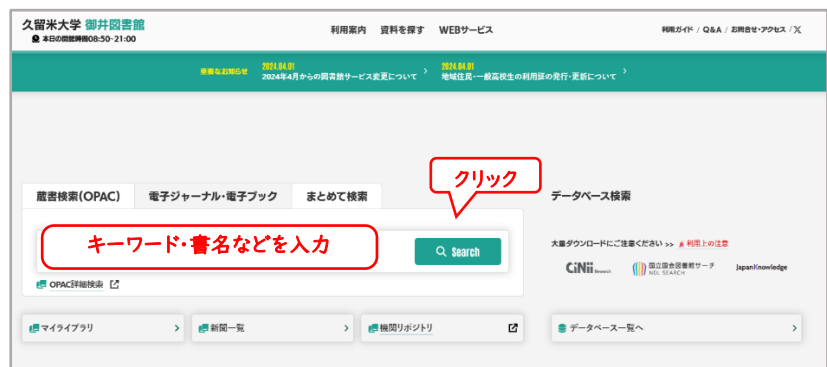 久留米大学 御井図書館
本日の開館時間08:50-21:00
利用案内 資料を探す WEBサービス
利用ガイド / Q&A / お問合せ・アクセス / X
重要なお知らせ
2024.04.01
2024年4月からの図書館サービス変更について
2024.04.01
地域住民・一般高校生の利用証の発行・更新について
クリック
蔵書検索(OPAC) 電子ジャーナル・電子ブック まとめて検索
データベース検索
キーワード・書名などを入力
Search
大量ダウンロードにご注意ください >> 利用上の注意
CiNii Research
国立国会図書館サーチ
NDL SEARCH
JapanKnowledge
OPAC詳細検索
マイライブラリ
新聞一覧
機関リポジトリ
データベース一覧へ